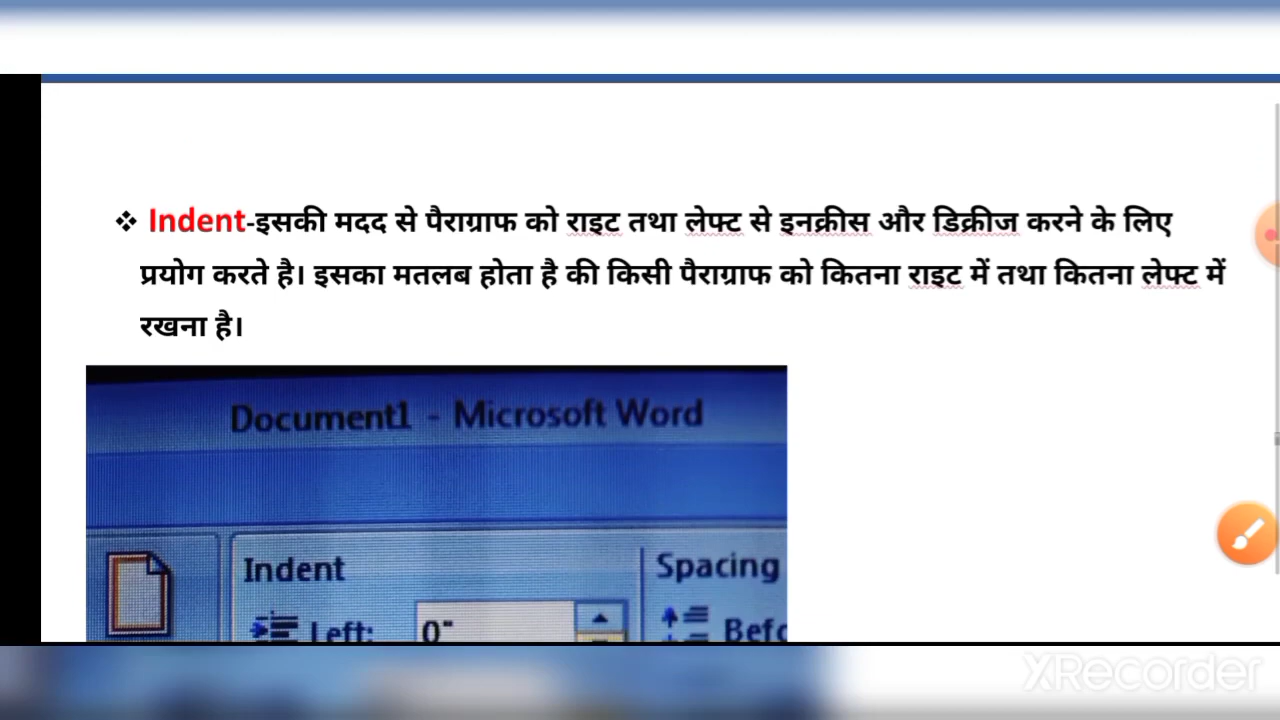 ❖ Indent-इसकी मदद से पैराग्राफ को राइट तथा लेफ्ट से इनक्रीस और डिक्रीज करने के लिए
प्रयोग करते है। इसका मतलब होता है की किसी पैराग्राफ को कितना राइट में तथा कितना लेफ्ट में
रखना है।
Document1 - Microsoft Word
Indent
Spacing
Left: 0"
Befo
XRecorder